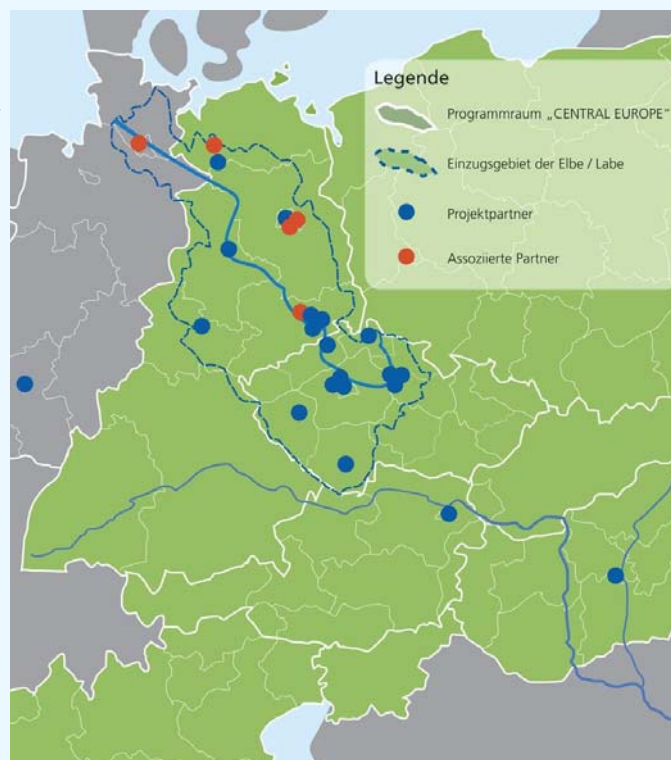 Legende
Programmraum „CENTRAL EUROPE“
Einzugsgebiet der Elbe / Labe
Projektpartner
Assoziierte Partner